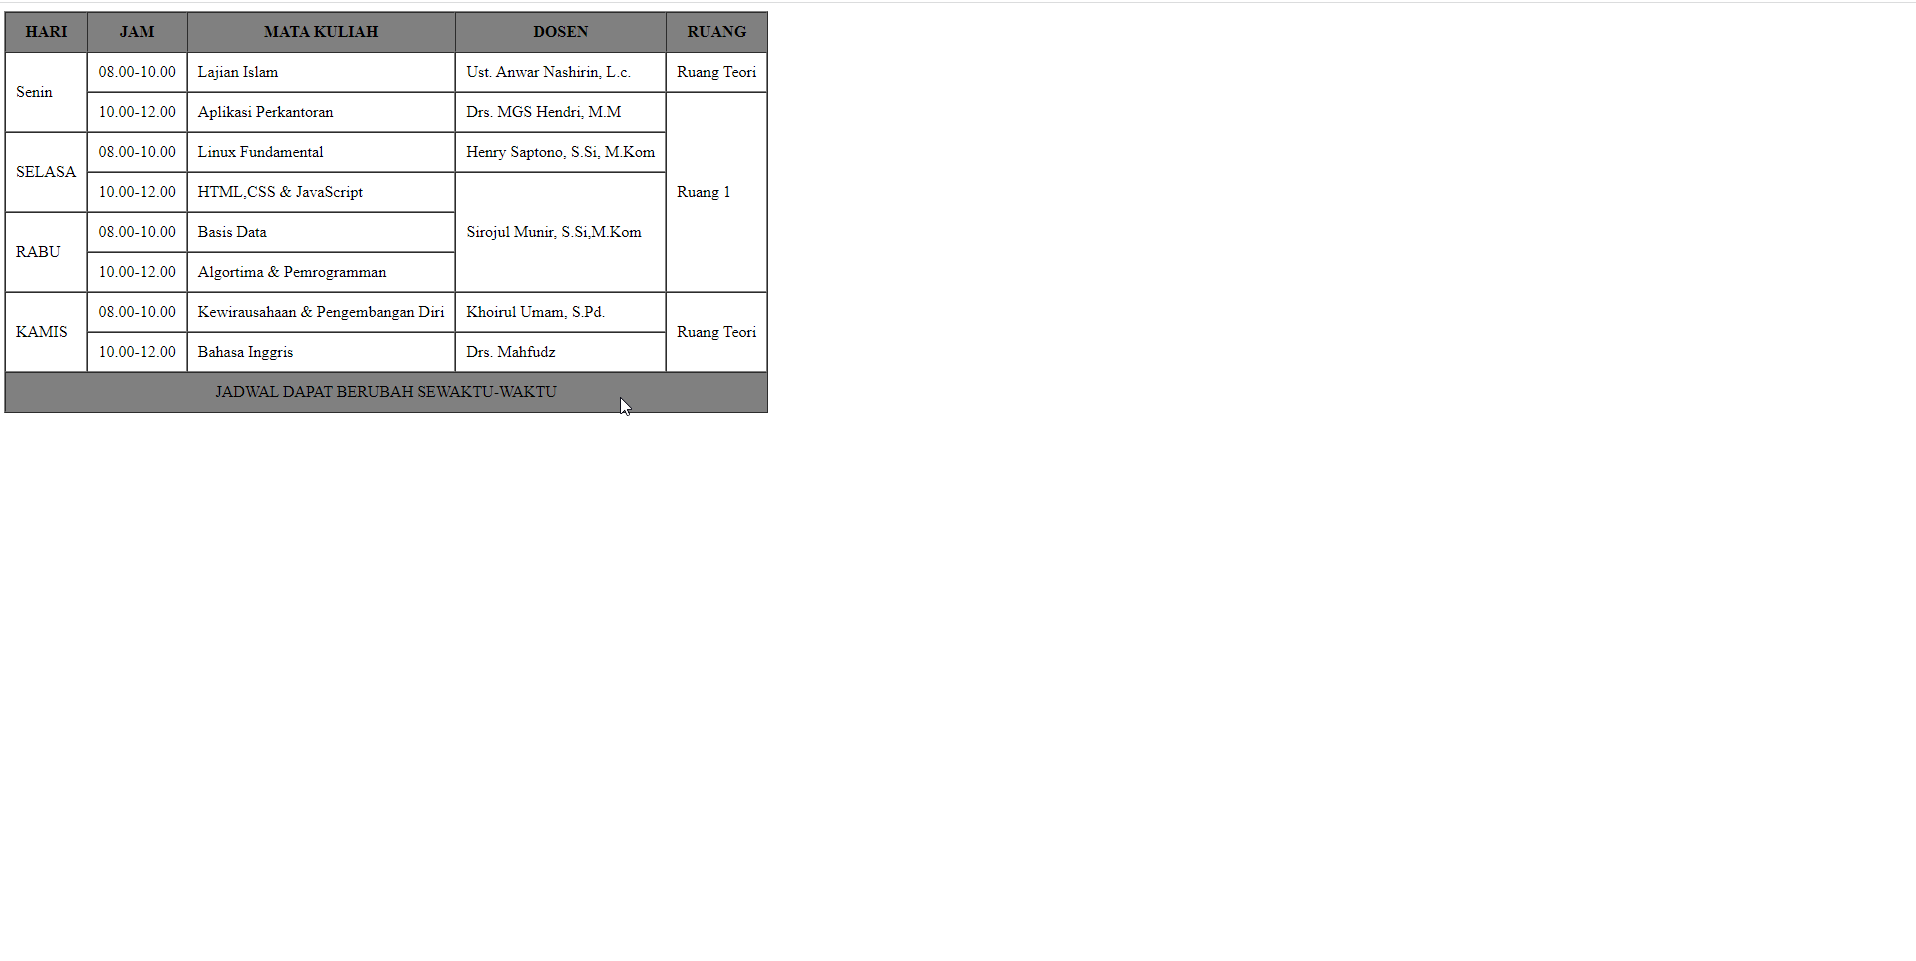 HARI JAM MATA KULIAH DOSEN RUANG
Senin 08.00-10.00 Lajian Islam Ust. Anwar Nashirin, L.c. Ruang Teori
10.00-12.00 Aplikasi Perkantoran Drs. MGS Hendri, M.M Ruang 1
SELASA 08.00-10.00 Linux Fundamental Henry Saptono, S.Si, M.Kom
10.00-12.00 HTML,CSS & JavaScript Sirojul Munir, S.Si,M.Kom
RABU 08.00-10.00 Basis Data
10.00-12.00 Algortima & Pemrogramman
KAMIS 08.00-10.00 Kewirausahaan & Pengembangan Diri Khoirul Umam, S.Pd. Ruang Teori
10.00-12.00 Bahasa Inggris Drs. Mahfudz
JADWAL DAPAT BERUBAH SEWAKTU-WAKTU